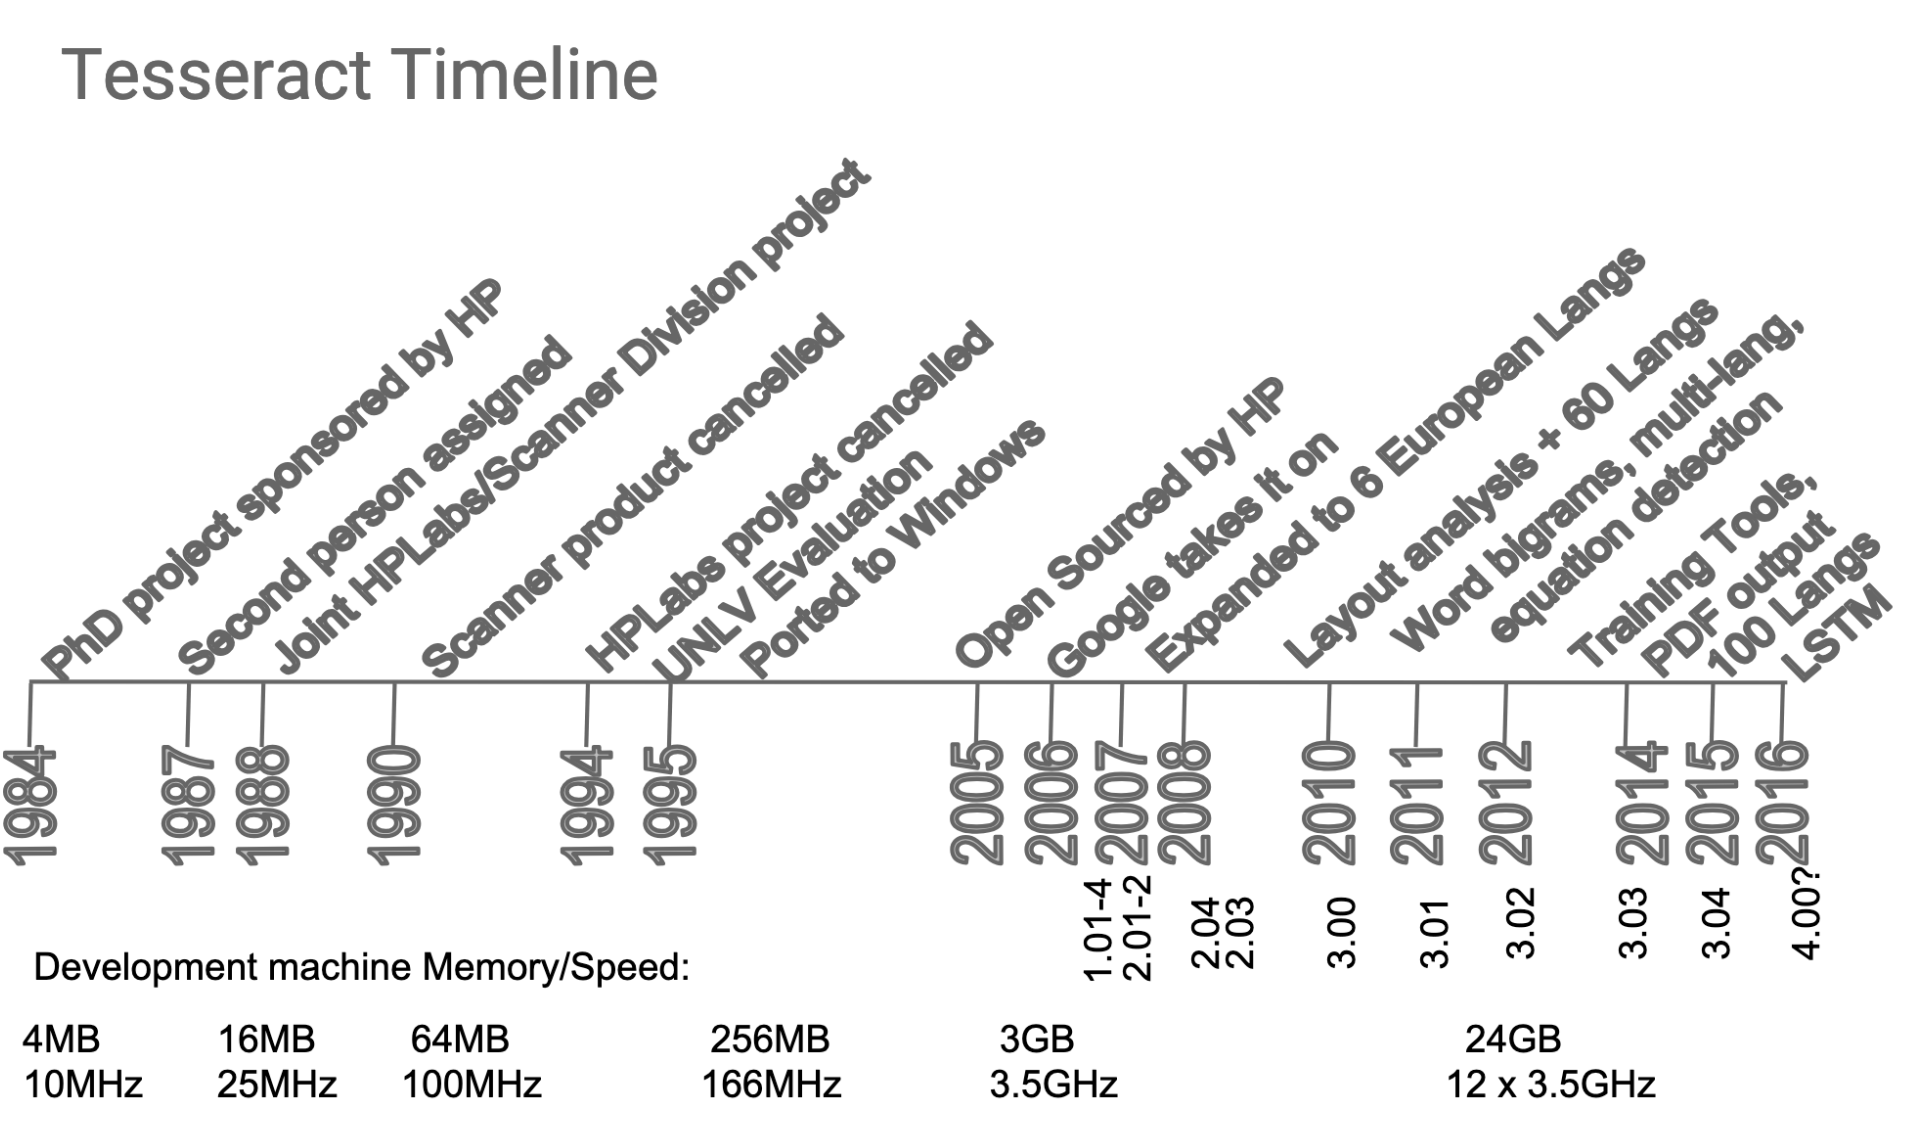 Tesseract Timeline
PhD project sponsored by HP
Second person assigned
Joint HPLabs/Scanner Division project
Scanner product cancelled
HPLabs project cancelled
UNLV Evaluation
Ported to Windows
Open Sourced by HP
Google takes it on
Expanded to 6 European Langs
Layout analysis + 60 Langs
Word bigrams, multi-lang,
equation detection
Training Tools,
PDF output
100 Langs
LSTM
1984
1987
1988
1990
1994
1995
2005
2006
2007
2008
2010
2011
2012
2014
2015
2016
1.01-4
2.01-2
2.04
2.03
3.00
3.01
3.02
3.03
3.04
4.00?
Development machine Memory/Speed:
4MB 16MB 64MB 256MB 3GB 24GB
10MHz 25MHz 100MHz 166MHz 3.5GHz 12 x 3.5GHz